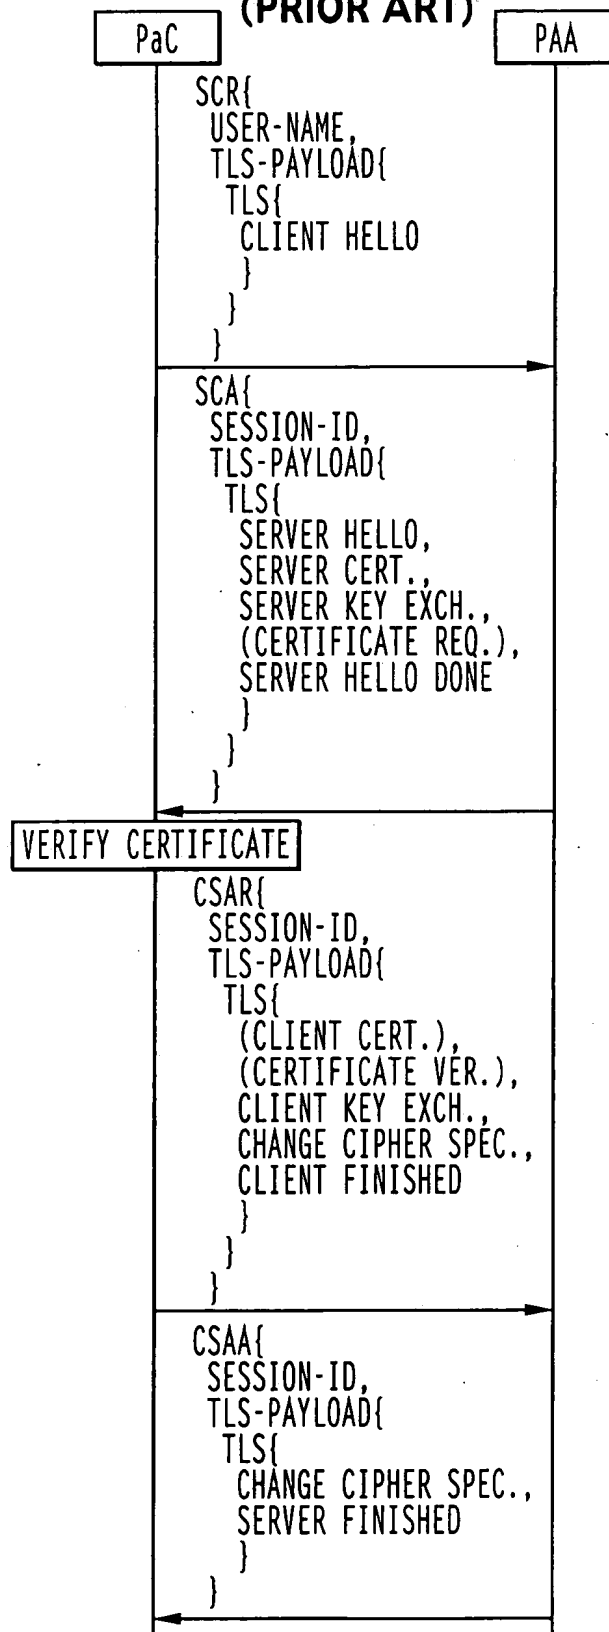 (PRIOR ART)
PaC
PAA
SCR{
USER-NAME,
TLS-PAYLOAD{
TLS{
CLIENT HELLO
}
}
}
SCA{
SESSION-ID,
TLS-PAYLOAD{
TLS{
SERVER HELLO,
SERVER CERT.,
SERVER KEY EXCH.,
(CERTIFICATE REQ.),
SERVER HELLO DONE
}
}
}
VERIFY CERTIFICATE
CSAR{
SESSION-ID,
TLS-PAYLOAD{
TLS{
(CLIENT CERT.),
(CERTIFICATE VER.),
CLIENT KEY EXCH.,
CHANGE CIPHER SPEC.,
CLIENT FINISHED
}
}
}
CSAA{
SESSION-ID,
TLS-PAYLOAD{
TLS{
CHANGE CIPHER SPEC.,
SERVER FINISHED
}
}